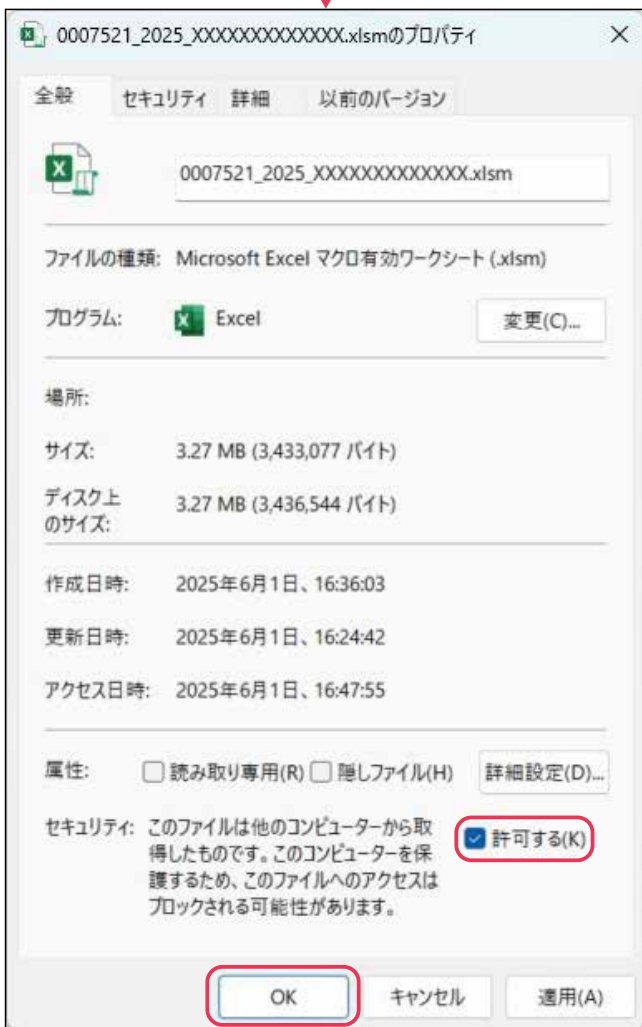 0007521_2025_XXXXXXXXXXXXX.xlsmのプロパティ
全般 セキュリティ 詳細 以前のバージョン
0007521_2025_XXXXXXXXXXXXX.xlsm
ファイルの種類: Microsoft Excel マクロ有効ワークシート (.xlsm)
プログラム: Excel 変更(C)...
場所:
サイズ: 3.27 MB (3,433,077 バイト)
ディスク上
のサイズ: 3.27 MB (3,436,544 バイト)
作成日時: 2025年6月1日、16:36:03
更新日時: 2025年6月1日、16:24:42
アクセス日時: 2025年6月1日、16:47:55
属性: 読み取り専用(R) 隠しファイル(H) 詳細設定(D)...
セキュリティ: このファイルは他のコンピューターから取
得したものです。このコンピューターを保
護するため、このファイルへのアクセスは
ブロックされる可能性があります。
許可する(K)
OK キャンセル 適用(A)